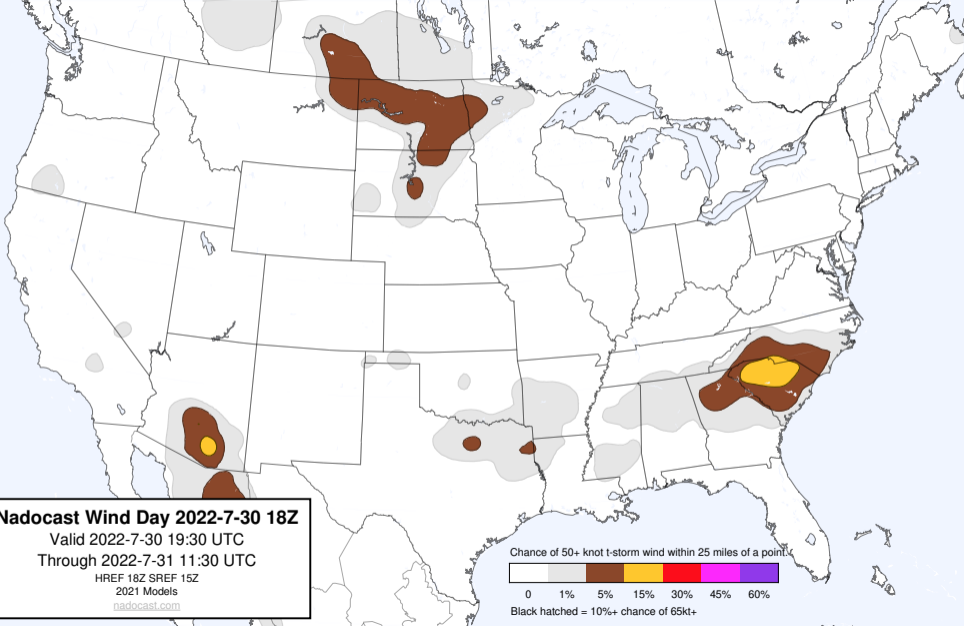 Nadocast Wind Day 2022-7-30 18Z
Valid 2022-7-30 19:30 UTC
Through 2022-7-31 11:30 UTC
HREF 18Z SREF 15Z
2021 Models
nadocast.com
Chance of 50+ knot t-storm wind within 25 miles of a point.
0 1% 5% 15% 30% 45% 60%
Black hatched = 10%+ chance of 65kt+